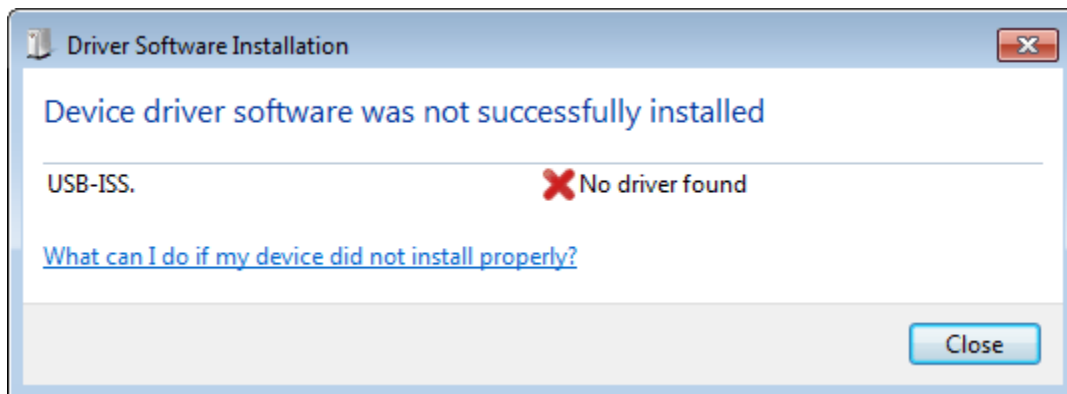 Driver Software Installation
Device driver software was not successfully installed
USB-ISS. No driver found
What can I do if my device did not install properly?
Close